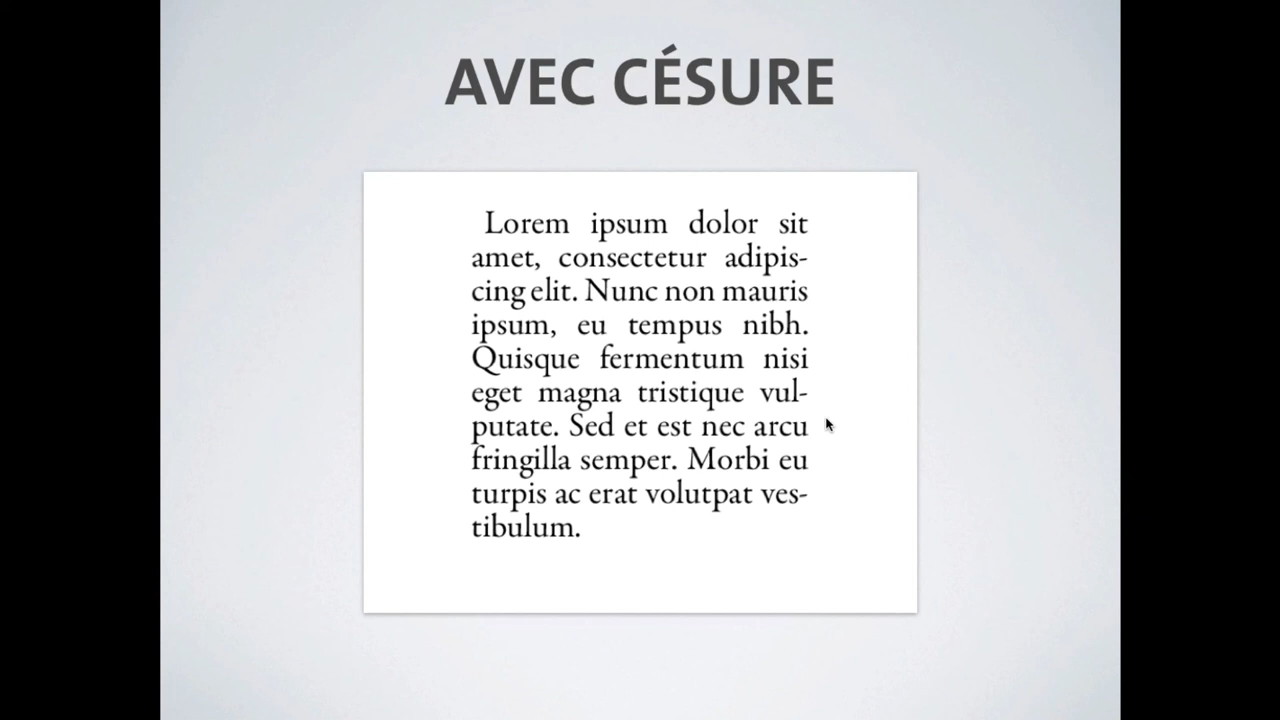 AVEC CÉSURE
Lorem ipsum dolor sit
amet, consectetur adipis-
cing elit. Nunc non mauris
ipsum, eu tempus nibh.
Quisque fermentum nisi
eget magna tristique vul-
putate. Sed et est nec arcu
fringilla semper. Morbi eu
turpis ac erat volutpat ves-
tibulum.